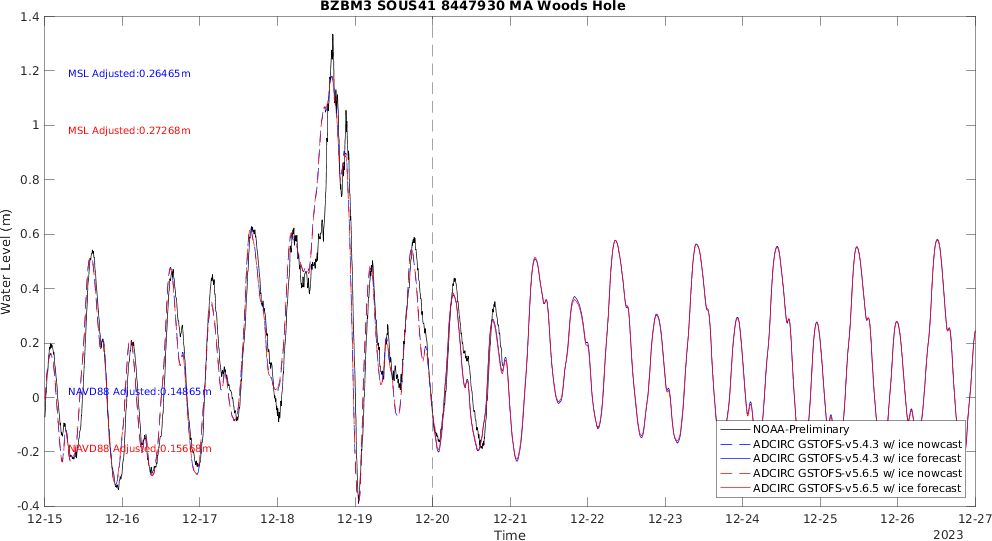 BZBM3 SOUS41 8447930 MA Woods Hole
Water Level (m)
1.4
1.2
1
0.8
0.6
0.4
0.2
0
-0.2
-0.4
MSL Adjusted:0.26465m
MSL Adjusted:0.27268m
NAVD88 Adjusted:0.14865m
NAVD88 Adjusted:0.15668m
NOAA-Preliminary
ADCIRC GSTOFS-v5.4.3 w/ ice nowcast
ADCIRC GSTOFS-v5.4.3 w/ ice forecast
ADCIRC GSTOFS-v5.6.5 w/ ice nowcast
ADCIRC GSTOFS-v5.6.5 w/ ice forecast
12-15 12-16 12-17 12-18 12-19 12-20 12-21 12-22 12-23 12-24 12-25 12-26 12-27
Time
2023